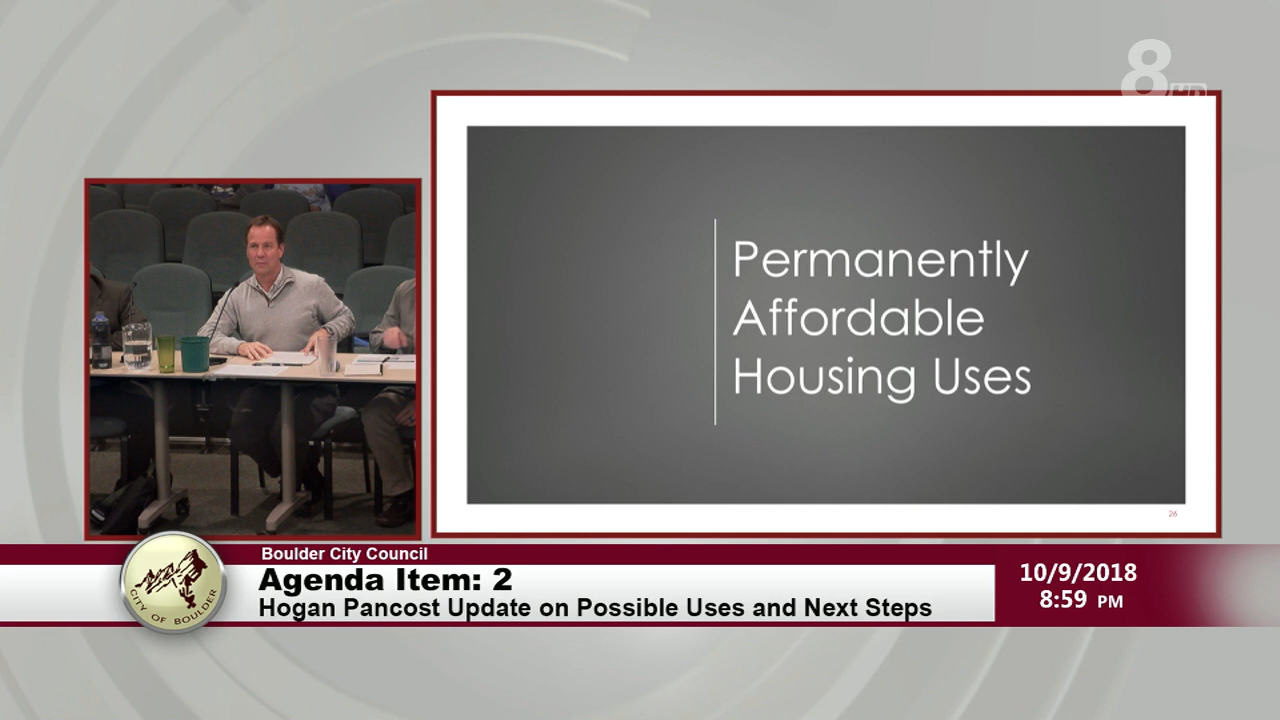 8HD
Permanently
Affordable
Housing Uses
26
Boulder City Council
Agenda Item: 2
Hogan Pancost Update on Possible Uses and Next Steps
10/9/2018
8:59 PM
CITY OF BOULDER